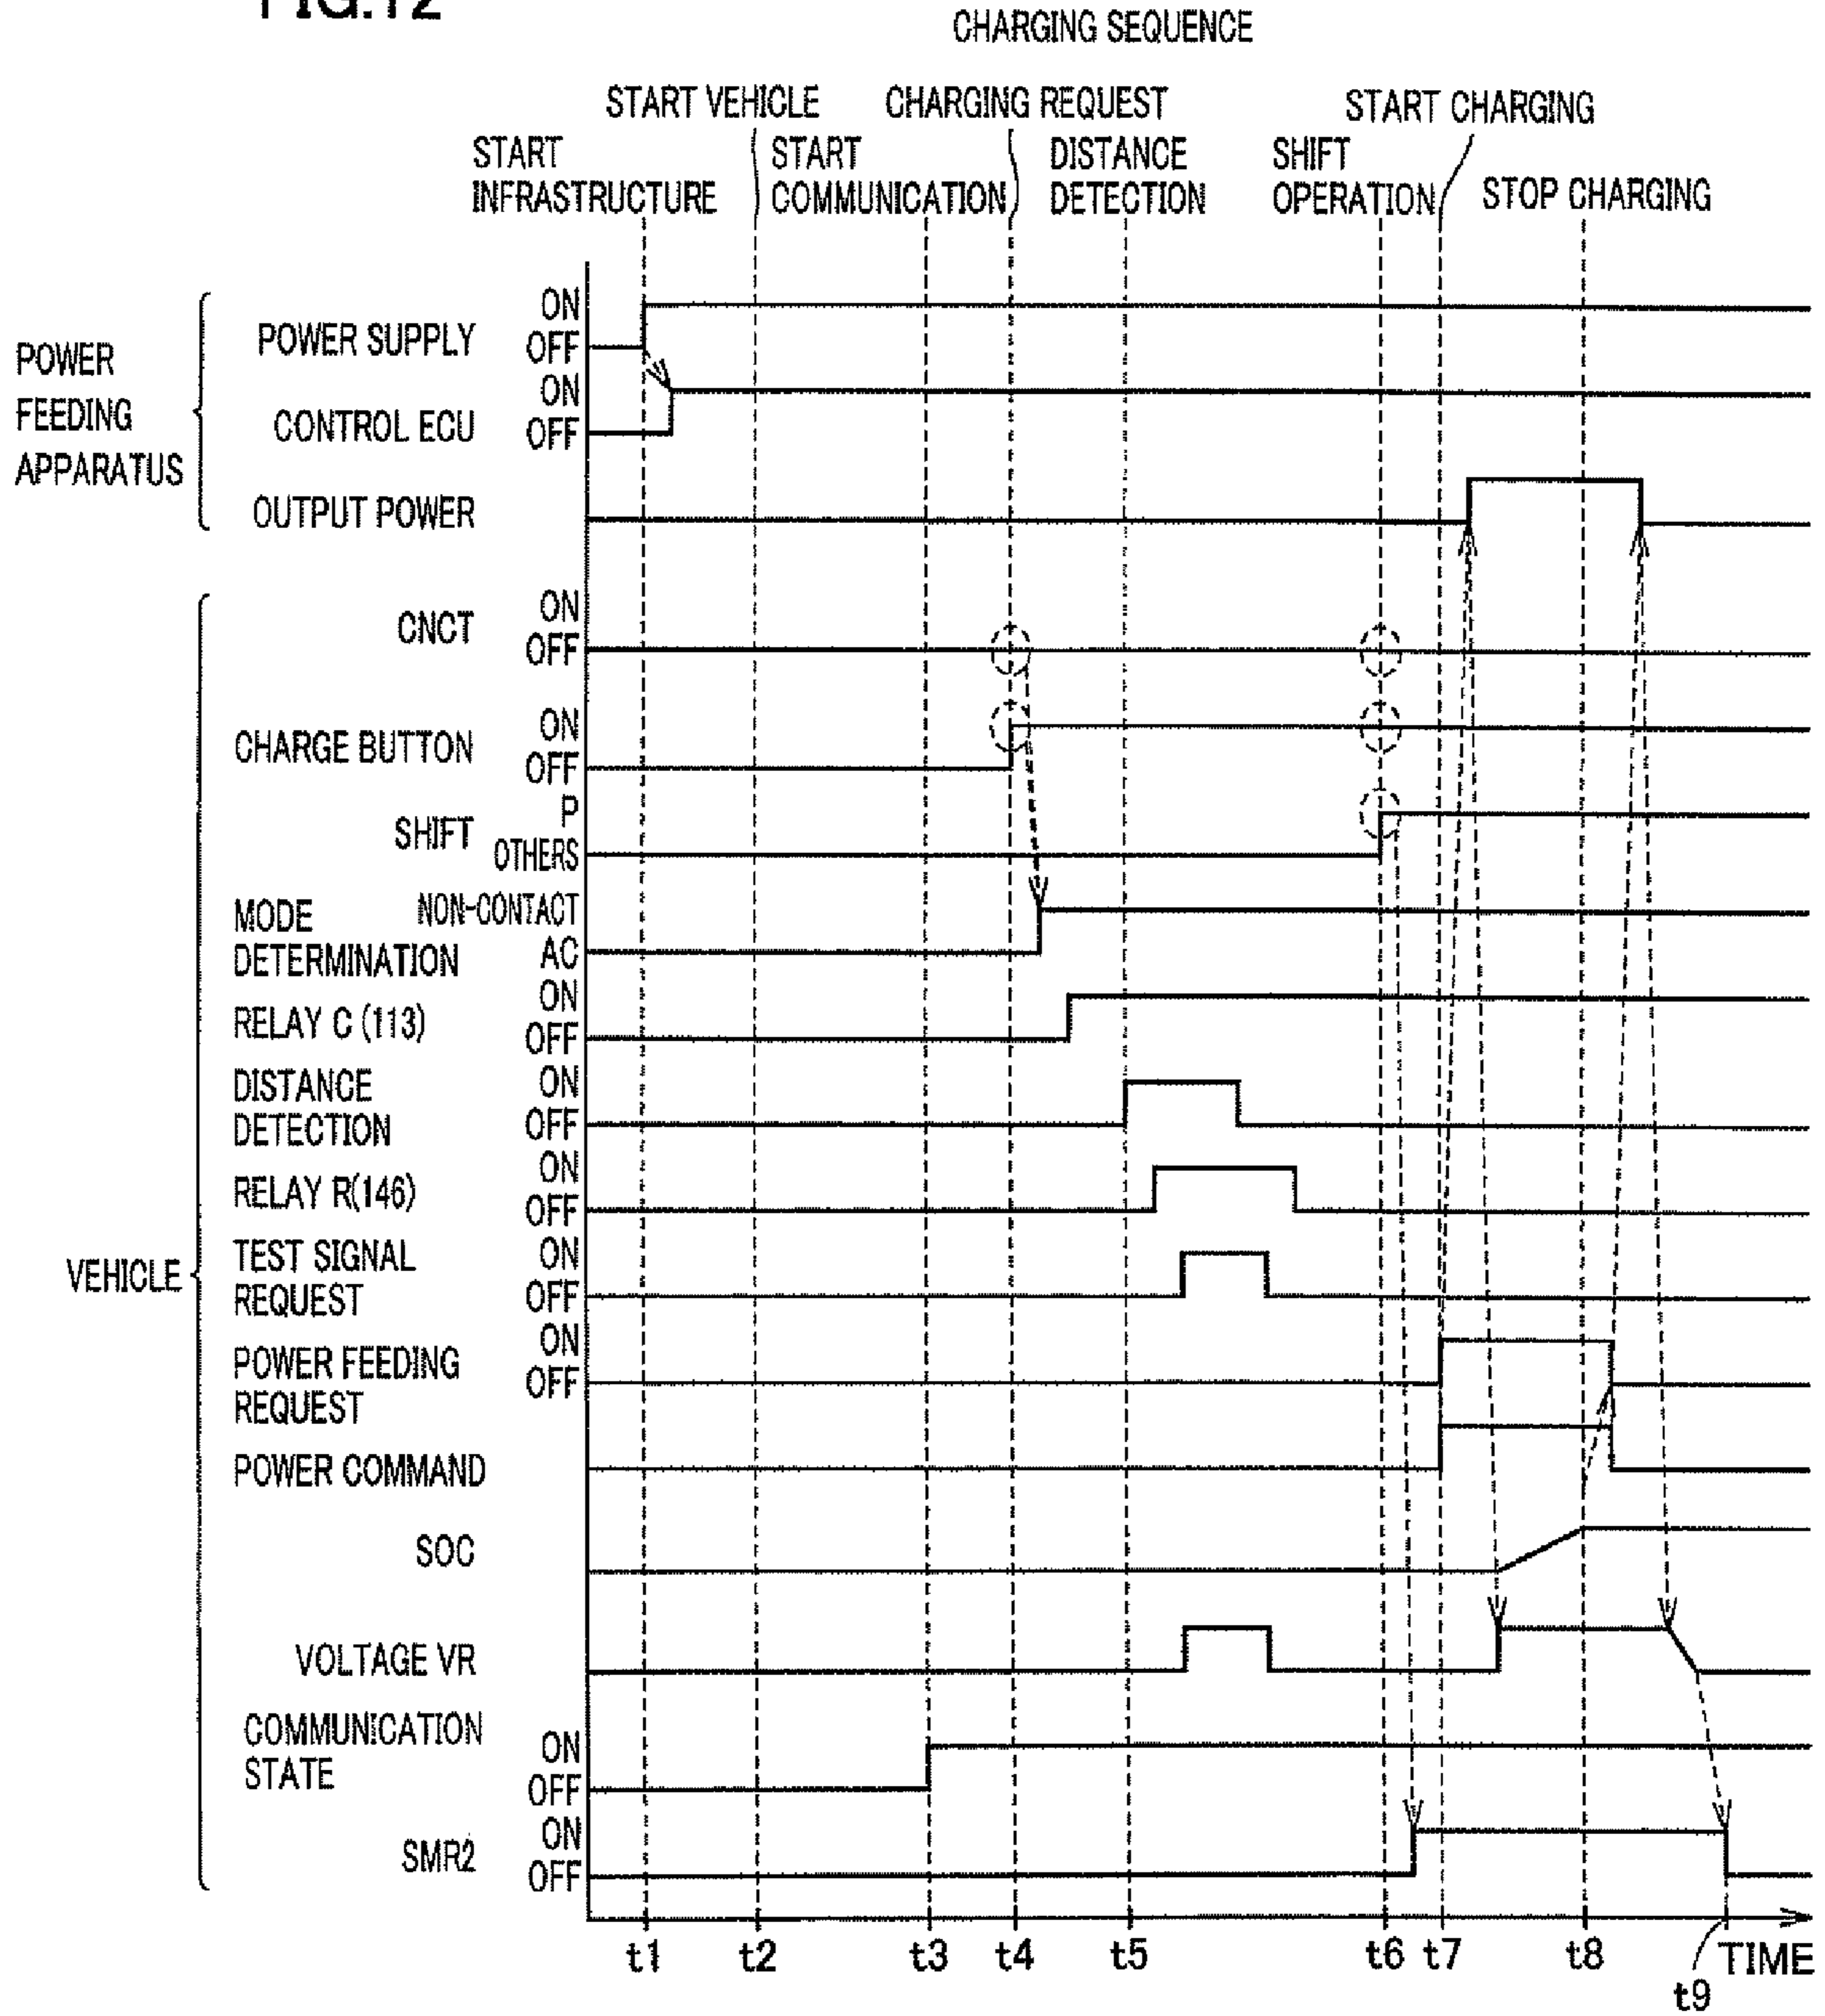 FIG.12
CHARGING SEQUENCE
START VEHICLE
CHARGING REQUEST
START CHARGING
START
INFRASTRUCTURE
START
COMMUNICATION
DISTANCE
DETECTION
SHIFT
OPERATION
STOP CHARGING
POWER
FEEDING
APPARATUS
POWER SUPPLY
ON
OFF
CONTROL ECU
ON
OFF
OUTPUT POWER
VEHICLE
CNCT
ON
OFF
CHARGE BUTTON
ON
OFF
SHIFT
P
OTHERS
MODE
DETERMINATION
NON-CONTACT
AC
RELAY C (113)
ON
OFF
DISTANCE
DETECTION
ON
OFF
RELAY R(146)
ON
OFF
TEST SIGNAL
REQUEST
ON
OFF
POWER FEEDING
REQUEST
ON
OFF
POWER COMMAND
SOC
VOLTAGE VR
COMMUNICATION
STATE
ON
OFF
SMR2
ON
OFF
t1 t2 t3 t4 t5 t6 t7 t8 TIME
t9